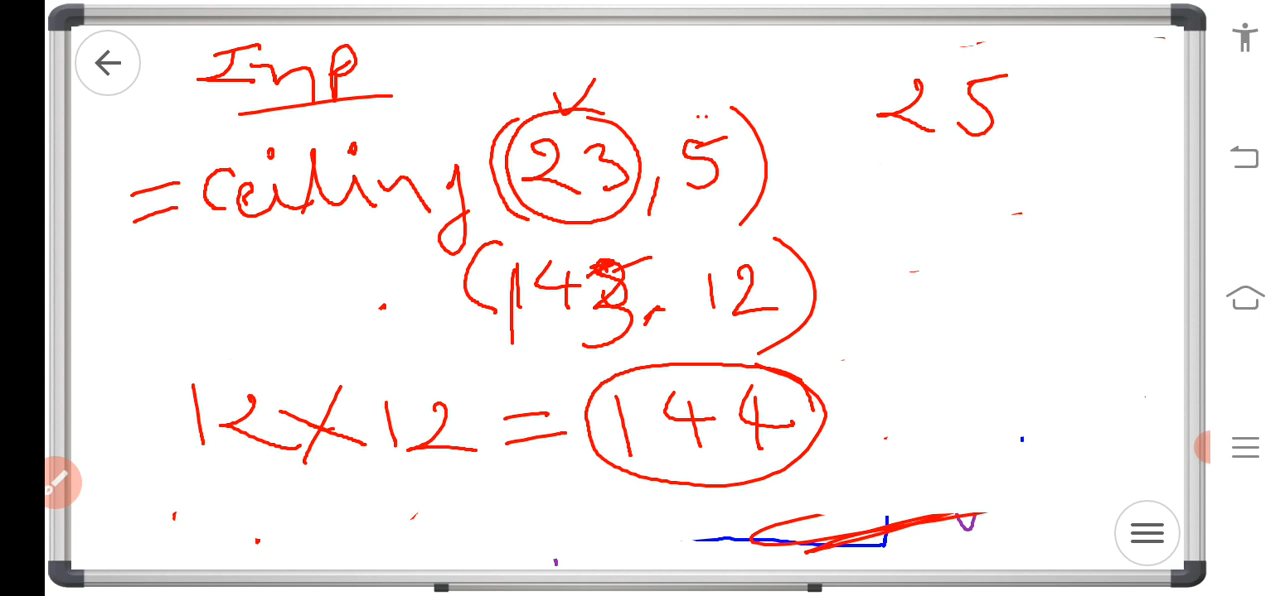 Imp
25
=ceiling (23, 5)
(143, 12)
12 × 12 = 144